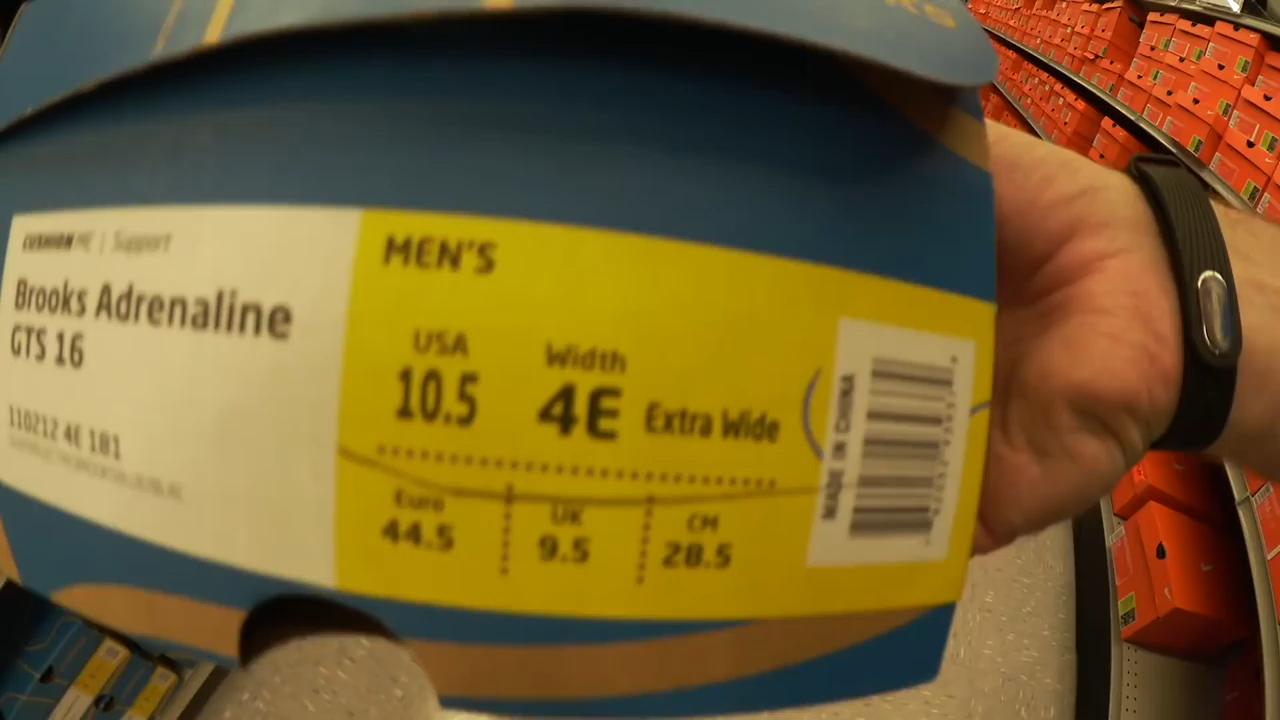 CUSHION ME | Support
Brooks Adrenaline
GTS 16
110212 4E 181
MEN'S
USA
10.5
Width
4E Extra Wide
Euro
44.5
UK
9.5
CM
28.5
MADE IN CHINA